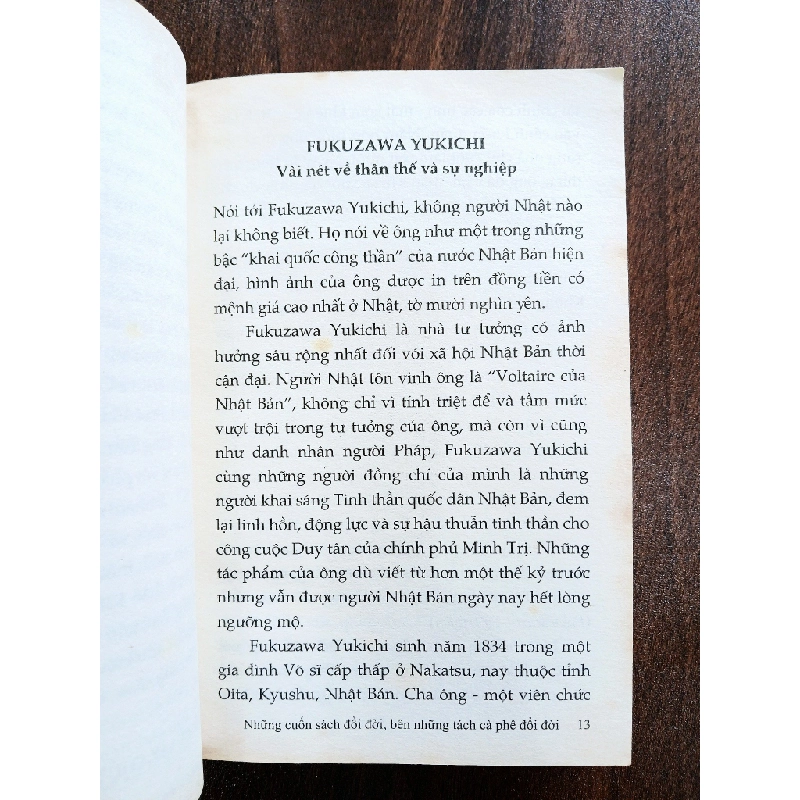 FUKUZAWA YUKICHI
Vài nét về thân thế và sự nghiệp
Nói tới Fukuzawa Yukichi, không người Nhật nào
lại không biết. Họ nói về ông như một trong những
bậc “khai quốc công thần” của nước Nhật Bản hiện
đại, hình ảnh của ông được in trên đồng tiền có
mệnh giá cao nhất ở Nhật, tờ mười nghìn yên.
Fukuzawa Yukichi là nhà tư tưởng có ảnh
hưởng sâu rộng nhất đối với xã hội Nhật Bản thời
cận đại. Người Nhật tôn vinh ông là “Voltaire của
Nhật Bản”, không chỉ vì tính triệt để và tầm mức
vượt trội trong tư tưởng của ông, mà còn vì cũng
như danh nhân người Pháp, Fukuzawa Yukichi
cùng những người đồng chí của mình là những
người khai sáng Tinh thần quốc dân Nhật Bản, đem
lại linh hồn, động lực và sự hậu thuẫn tinh thần cho
công cuộc Duy tân của chính phủ Minh Trị. Những
tác phẩm của ông dù viết từ hơn một thế kỷ trước
nhưng vẫn được người Nhật Bản ngày nay hết lòng
ngưỡng mộ.
Fukuzawa Yukichi sinh năm 1834 trong một
gia đình Võ sĩ cấp thấp ở Nakatsu, nay thuộc tỉnh
Oita, Kyushu, Nhật Bản. Cha ông - một viên chức
Những cuốn sách đổi đời, bên những tách cà phê đổi đời 13